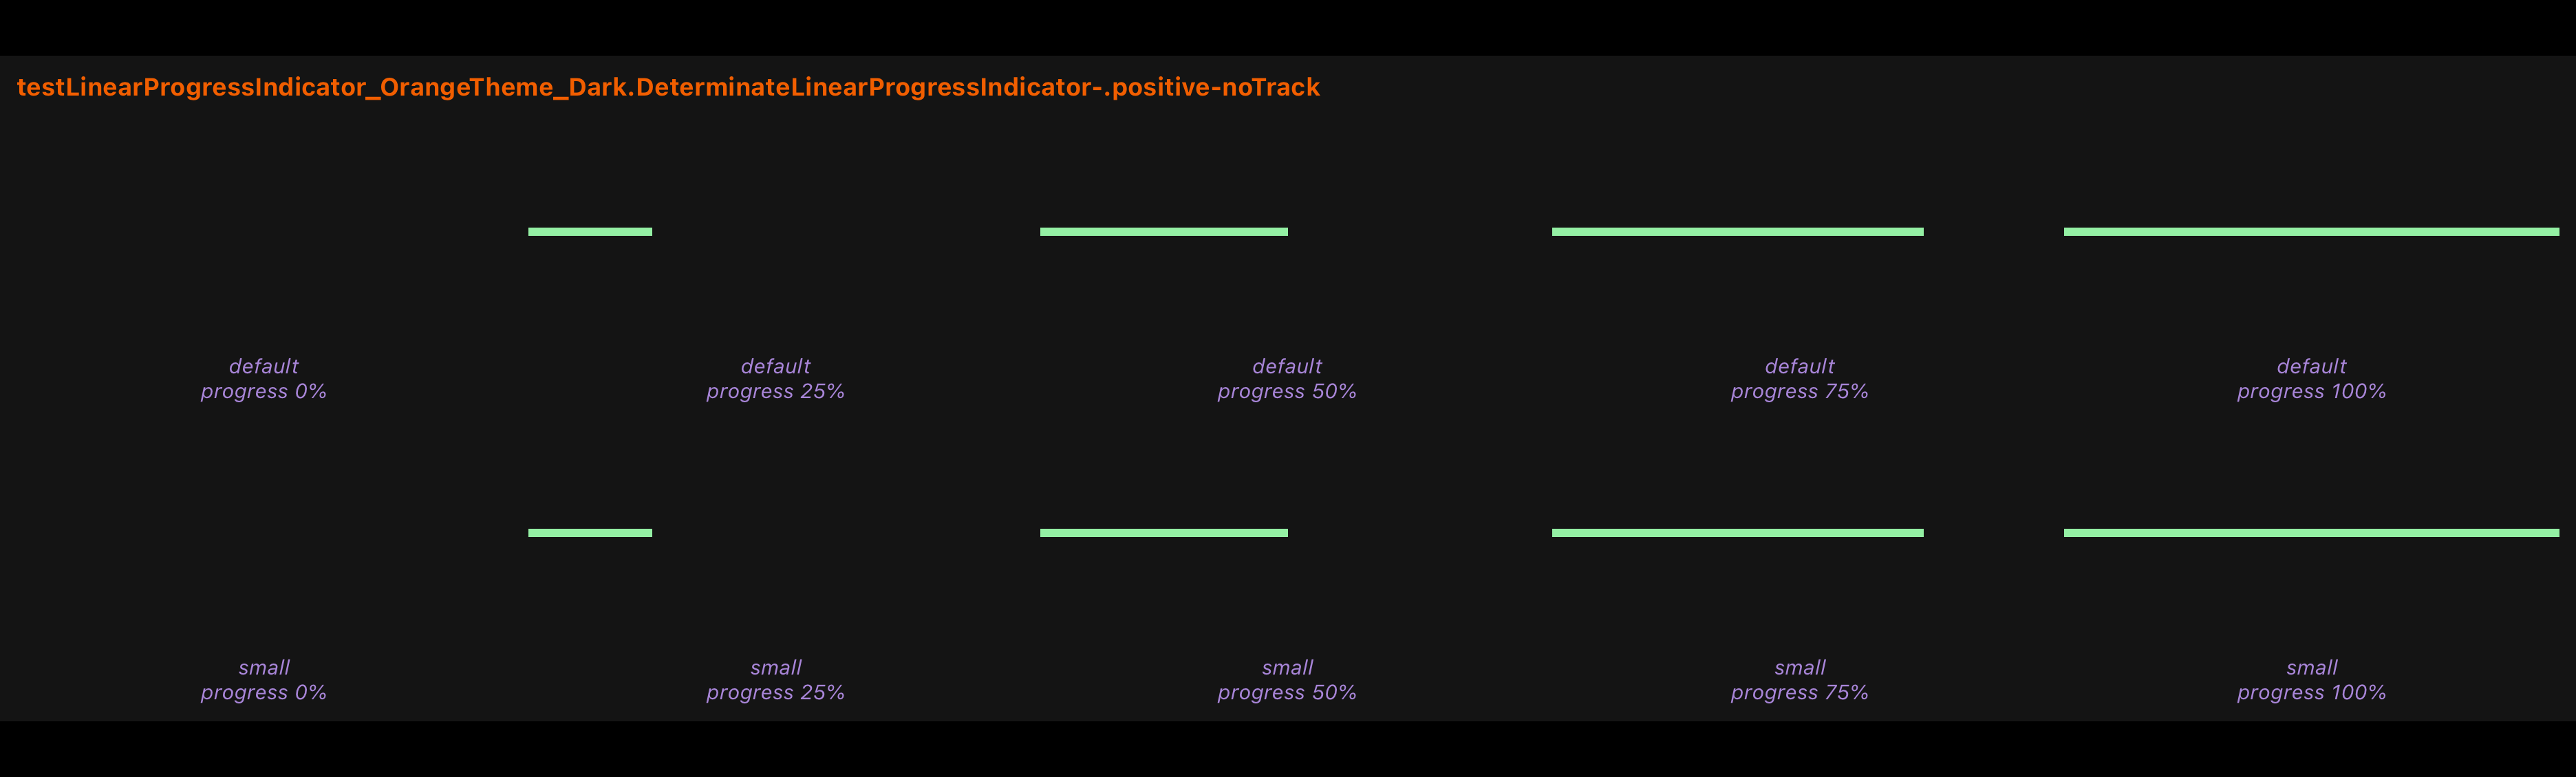 testLinearProgressIndicator_OrangeTheme_Dark.DeterminateLinearProgressIndicator-.positive-noTrack
default
progress 0%
default
progress 25%
default
progress 50%
default
progress 75%
default
progress 100%
small
progress 0%
small
progress 25%
small
progress 50%
small
progress 75%
small
progress 100%